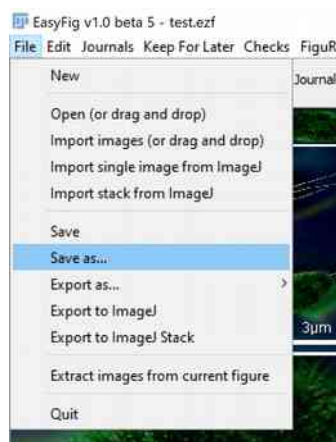 EasyFig v1.0 beta 5 - test.ezf
File Edit Journals Keep For Later Checks FiguR
New
Journal
Open (or drag and drop)
Import images (or drag and drop)
Import single image from ImageJ
Import stack from ImageJ
Save
Save as...
Export as...
Export to ImageJ
3µm
Export to ImageJ Stack
Extract images from current figure
Quit